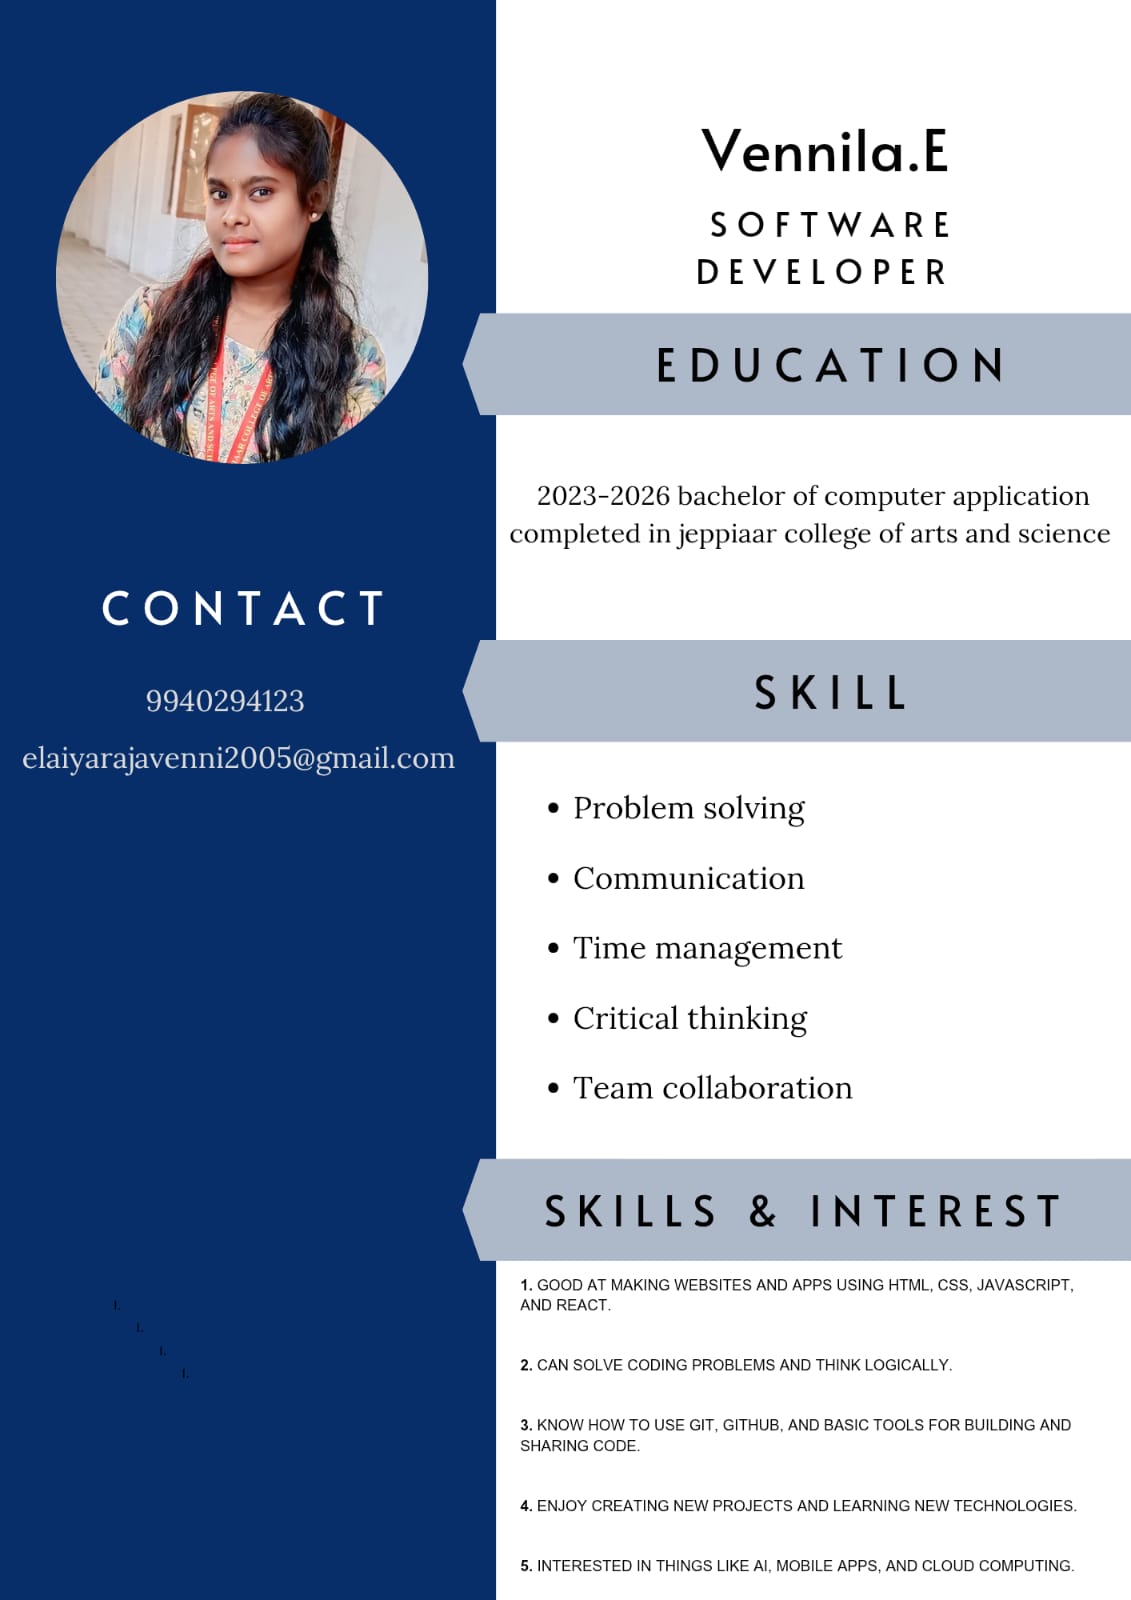 Vennila.E
SOFTWARE
DEVELOPER
EDUCATION
2023-2026 bachelor of computer application
completed in jeppiaar college of arts and science
CONTACT
9940294123
elaiyarajavenni2005@gmail.com
SKILL
• Problem solving
• Communication
• Time management
• Critical thinking
• Team collaboration
SKILLS & INTEREST
1. GOOD AT MAKING WEBSITES AND APPS USING HTML, CSS, JAVASCRIPT,
AND REACT.
2. CAN SOLVE CODING PROBLEMS AND THINK LOGICALLY.
3. KNOW HOW TO USE GIT, GITHUB, AND BASIC TOOLS FOR BUILDING AND
SHARING CODE.
4. ENJOY CREATING NEW PROJECTS AND LEARNING NEW TECHNOLOGIES.
5. INTERESTED IN THINGS LIKE AI, MOBILE APPS, AND CLOUD COMPUTING.
1.
1.
1.
1.